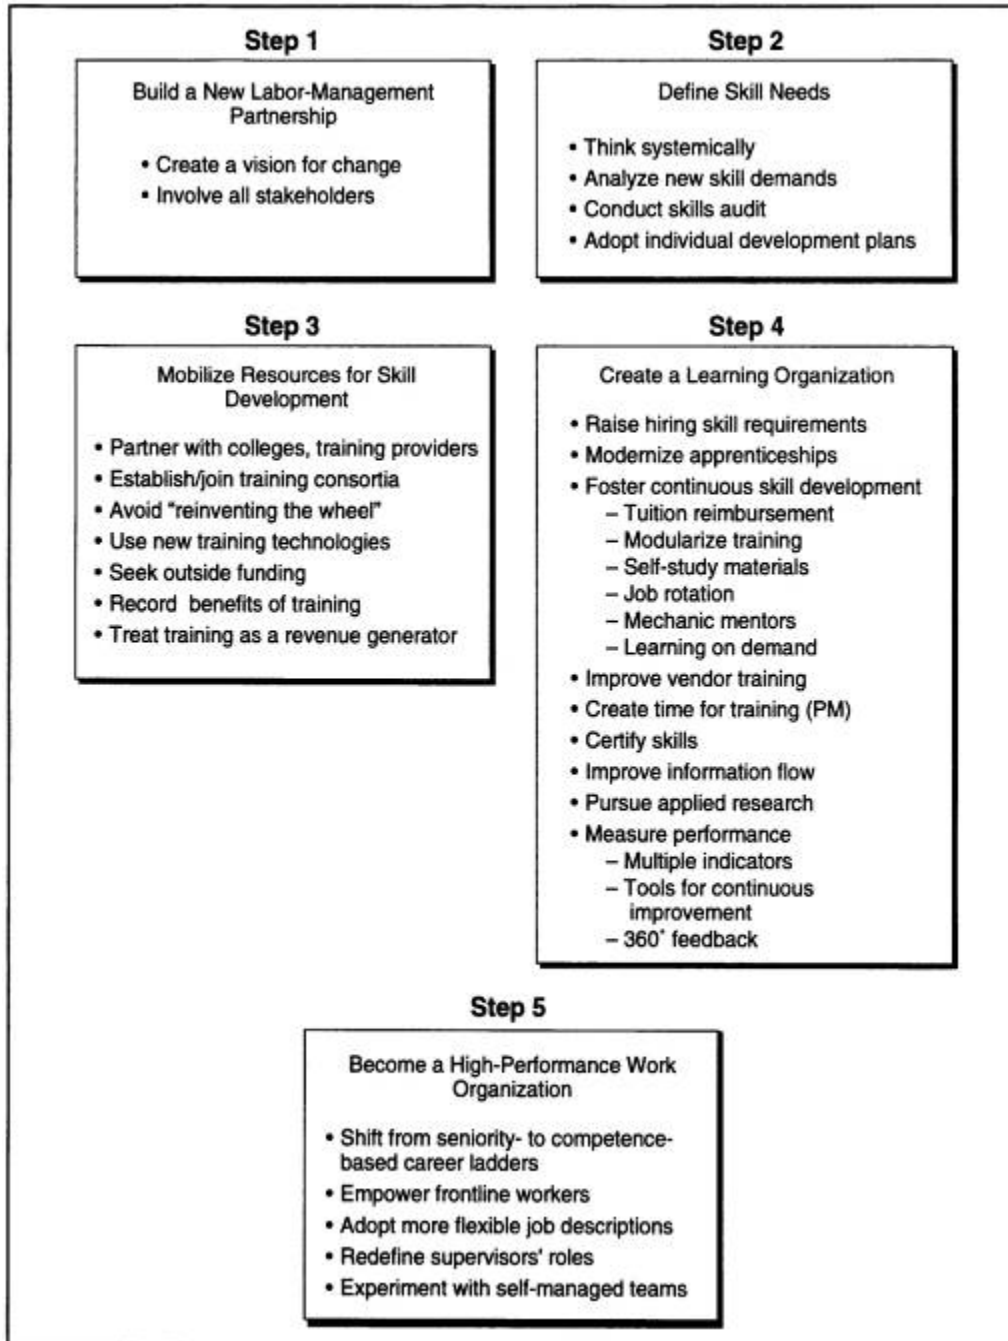 Step 1
Build a New Labor-Management
Partnership
• Create a vision for change
• Involve all stakeholders
Step 2
Define Skill Needs
• Think systemically
• Analyze new skill demands
• Conduct skills audit
• Adopt individual development plans
Step 3
Mobilize Resources for Skill
Development
• Partner with colleges, training providers
• Establish/join training consortia
• Avoid “reinventing the wheel”
• Use new training technologies
• Seek outside funding
• Record benefits of training
• Treat training as a revenue generator
Step 4
Create a Learning Organization
• Raise hiring skill requirements
• Modernize apprenticeships
• Foster continuous skill development
– Tuition reimbursement
– Modularize training
– Self-study materials
– Job rotation
– Mechanic mentors
– Learning on demand
• Improve vendor training
• Create time for training (PM)
• Certify skills
• Improve information flow
• Pursue applied research
• Measure performance
– Multiple indicators
– Tools for continuous
improvement
– 360° feedback
Step 5
Become a High-Performance Work
Organization
• Shift from seniority- to competence-
based career ladders
• Empower frontline workers
• Adopt more flexible job descriptions
• Redefine supervisors' roles
• Experiment with self-managed teams